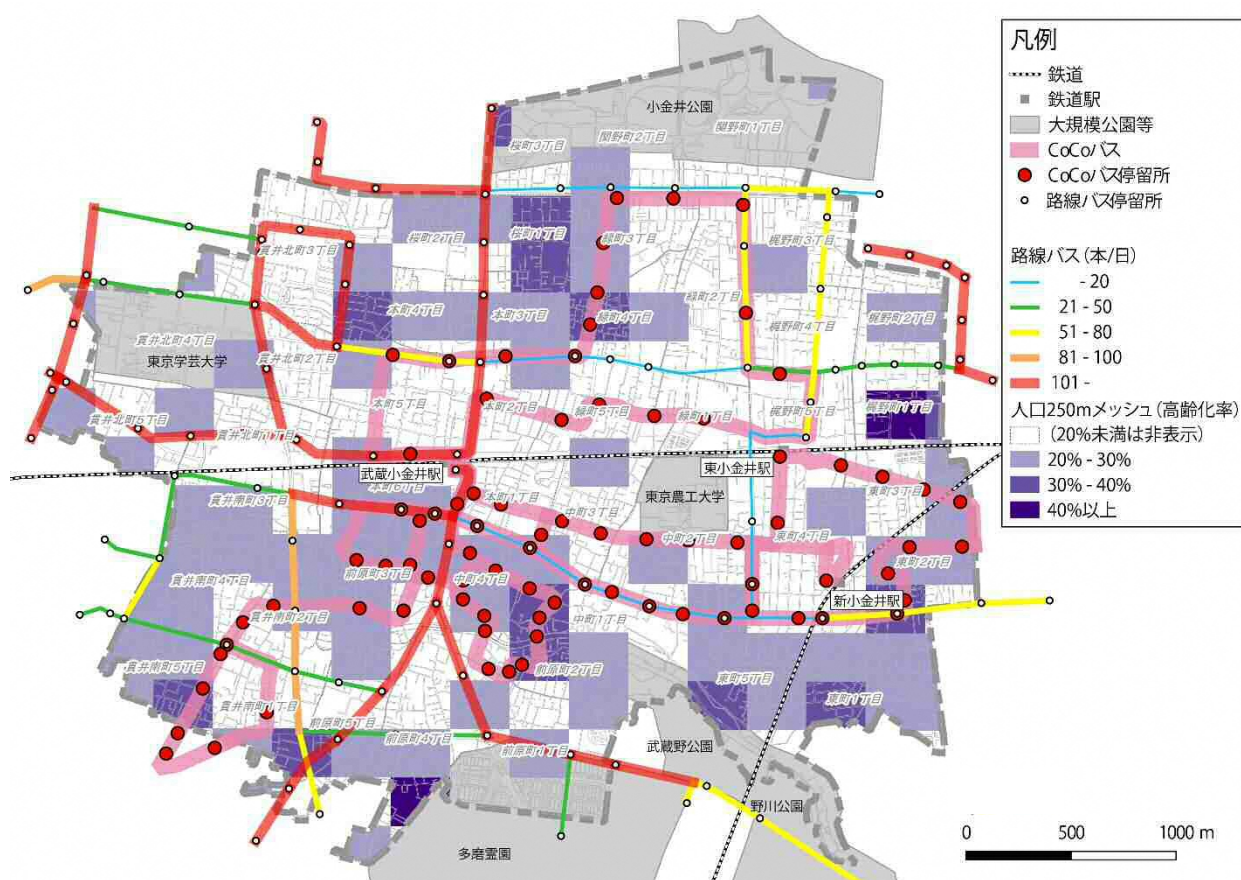 凡例
鉄道
鉄道駅
大規模公園等
CoCoバス
CoCoバス停留所
路線バス停留所
路線バス(本/日)
- 20
21 - 50
51 - 80
81 - 100
101 -
人口250mメッシュ(高齢化率)
(20%未満は非表示)
20% - 30%
30% - 40%
40%以上
小金井公園
関野町1丁目
関野町2丁目
桜町3丁目
貫井北町3丁目
桜町2丁目
桜町1丁目
緑町3丁目
梶野町3丁目
緑町2丁目
本町4丁目
本町3丁目
緑町4丁目
梶野町4丁目
梶野町2丁目
貫井北町4丁目
東京学芸大学
貫井北町2丁目
本町5丁目
本町2丁目
緑町5丁目
緑町1丁目
梶野町5丁目
梶野町1丁目
貫井北町5丁目
貫井北町1丁目
武蔵小金井駅
東小金井駅
本町6丁目
貫井南町3丁目
本町1丁目
東京農工大学
中町3丁目
東町3丁目
中町2丁目
東町4丁目
東町2丁目
貫井南町4丁目
前原町3丁目
中町4丁目
新小金井駅
貫井南町2丁目
中町1丁目
貫井南町5丁目
前原町2丁目
東町5丁目
東町1丁目
貫井南町1丁目
前原町5丁目
前原町4丁目
前原町1丁目
武蔵野公園
野川公園
多磨霊園
0 500 1000 m